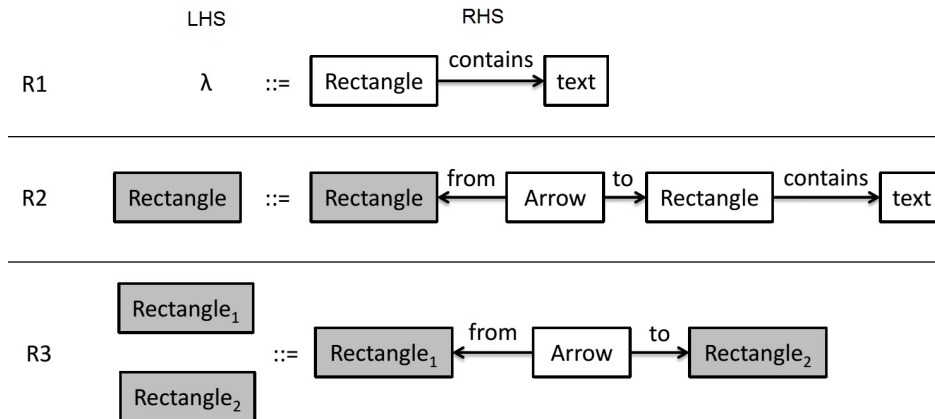 LHS RHS
R1 λ ::= Rectangle contains text
R2 Rectangle ::= Rectangle from Arrow to Rectangle contains text
Rectangle₁
R3 ::= Rectangle₁ from Arrow to Rectangle₂
Rectangle₂